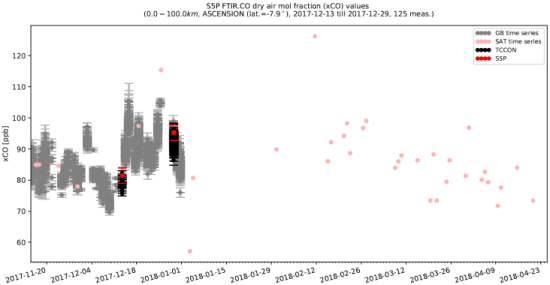 S5P FTIR.CO dry air mol fraction (xCO) values
(0.0 − 100.0km, ASCENSION (lat.=-7.9°), 2017-12-13 till 2017-12-29, 125 meas.)
GB time series
SAT time series
TCCON
S5P
xCO [ppb]
120
110
100
90
80
70
60
2017-11-20
2017-12-04
2017-12-18
2018-01-01
2018-01-15
2018-01-29
2018-02-12
2018-02-26
2018-03-12
2018-03-26
2018-04-09
2018-04-23